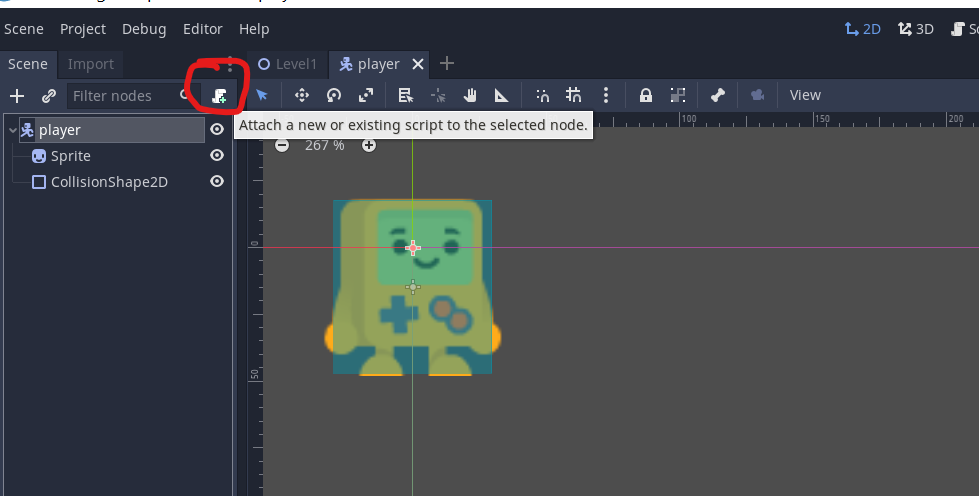 Scene Project Debug Editor Help 2D 3D Sc
Scene Import Level1 player
Filter nodes View
Attach a new or existing script to the selected node.
player
Sprite
CollisionShape2D
267 %
100 150 200
0
50